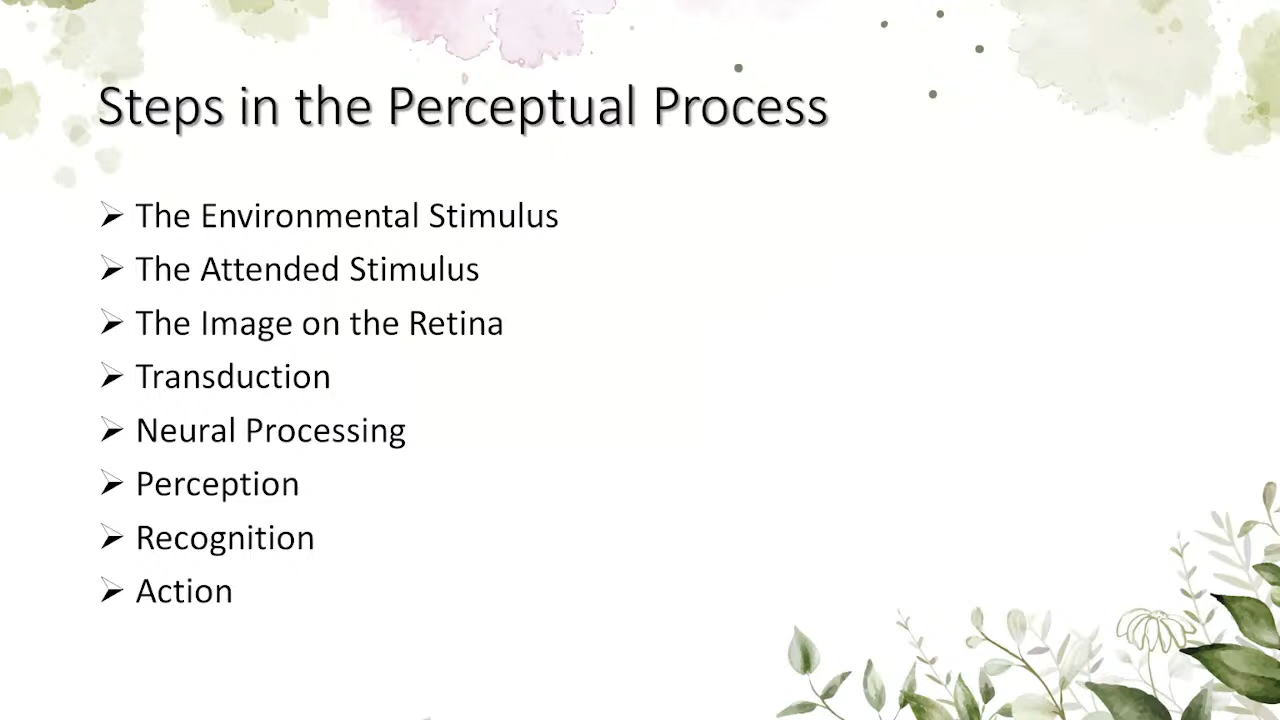 Steps in the Perceptual Process
➢ The Environmental Stimulus
➢ The Attended Stimulus
➢ The Image on the Retina
➢ Transduction
➢ Neural Processing
➢ Perception
➢ Recognition
➢ Action